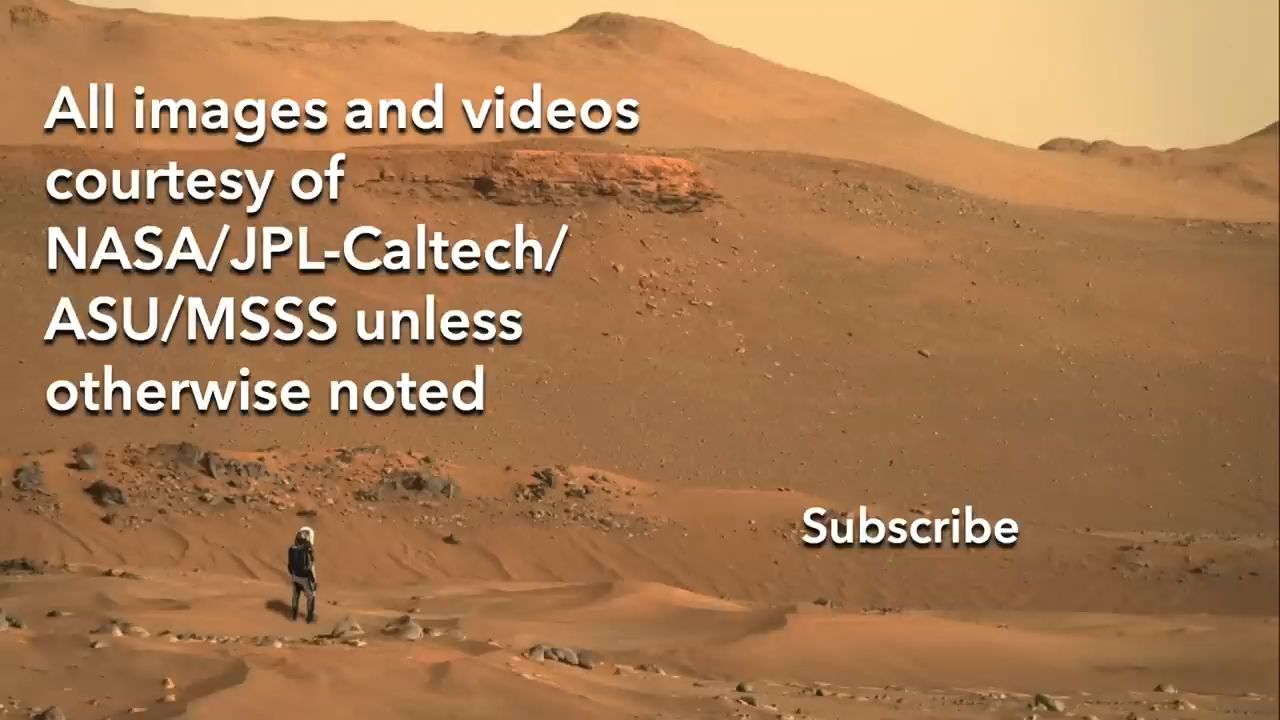 All images and videos
courtesy of
NASA/JPL-Caltech/
ASU/MSSS unless
otherwise noted
Subscribe